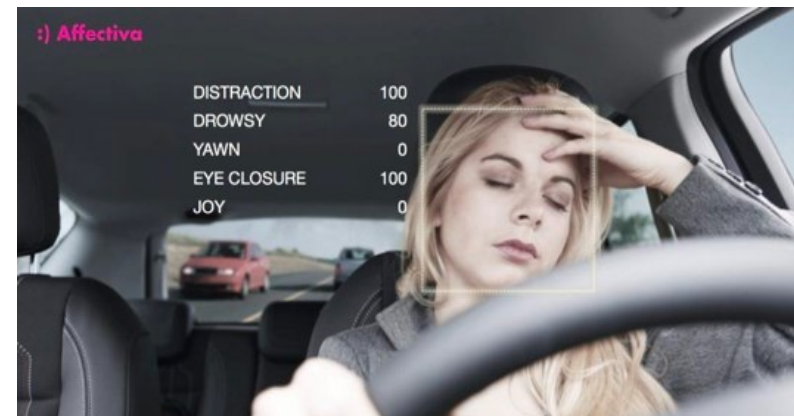 :) Affectiva
DISTRACTION 100
DROWSY 80
YAWN 0
EYE CLOSURE 100
JOY 0